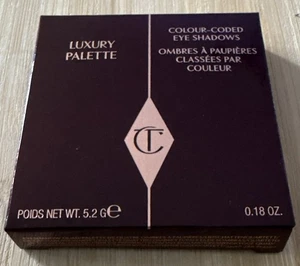 LUXURY
PALETTE
COLOUR-CODED
EYE SHADOWS
OMBRES À PAUPIÈRES
CLASSÉES PAR
COULEUR
CT
POIDS NET WT. 5.2 G℮
0.18 OZ.